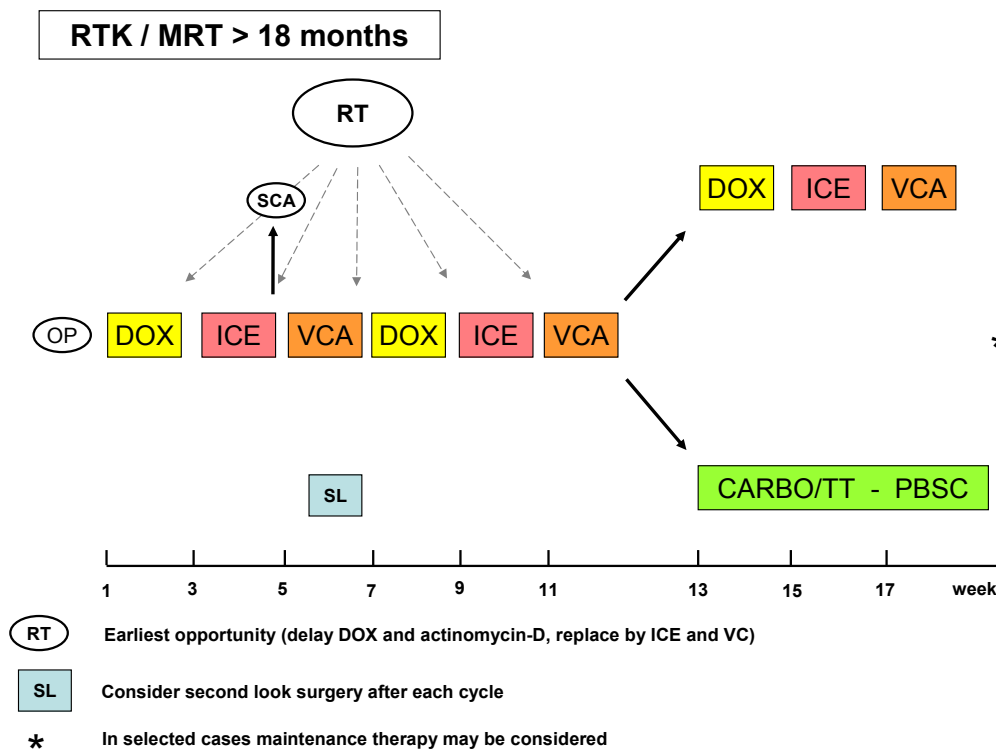 RTK / MRT > 18 months
RT
SCA
DOX ICE VCA
OP DOX ICE VCA DOX ICE VCA
*
SL
CARBO/TT - PBSC
1 3 5 7 9 11 13 15 17 week
RT Earliest opportunity (delay DOX and actinomycin-D, replace by ICE and VC)
SL Consider second look surgery after each cycle
* In selected cases maintenance therapy may be considered